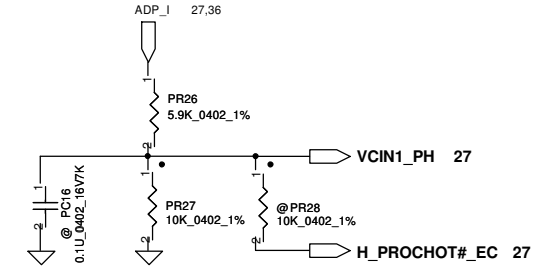 ADP_I 27,36
1
PR26
5.9K_0402_1%
2
VCIN1_PH 27
1
@ PC16
0.1U_0402_16V7K
2
1
PR27
10K_0402_1%
2
1
@PR28
10K_0402_1%
2
H_PROCHOT#_EC 27